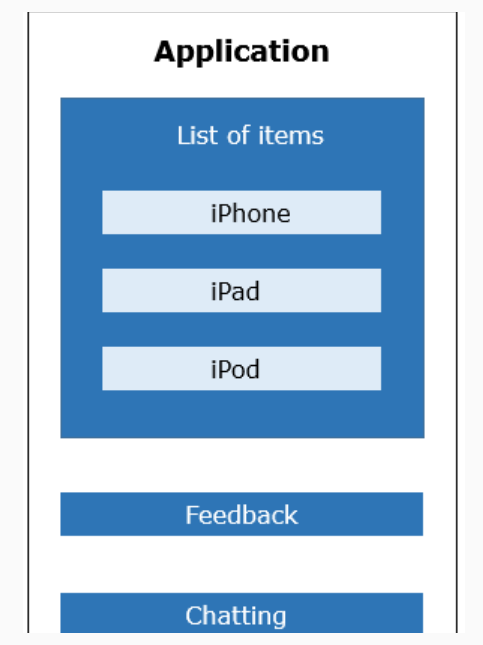 Application
List of items
iPhone
iPad
iPod
Feedback
Chatting